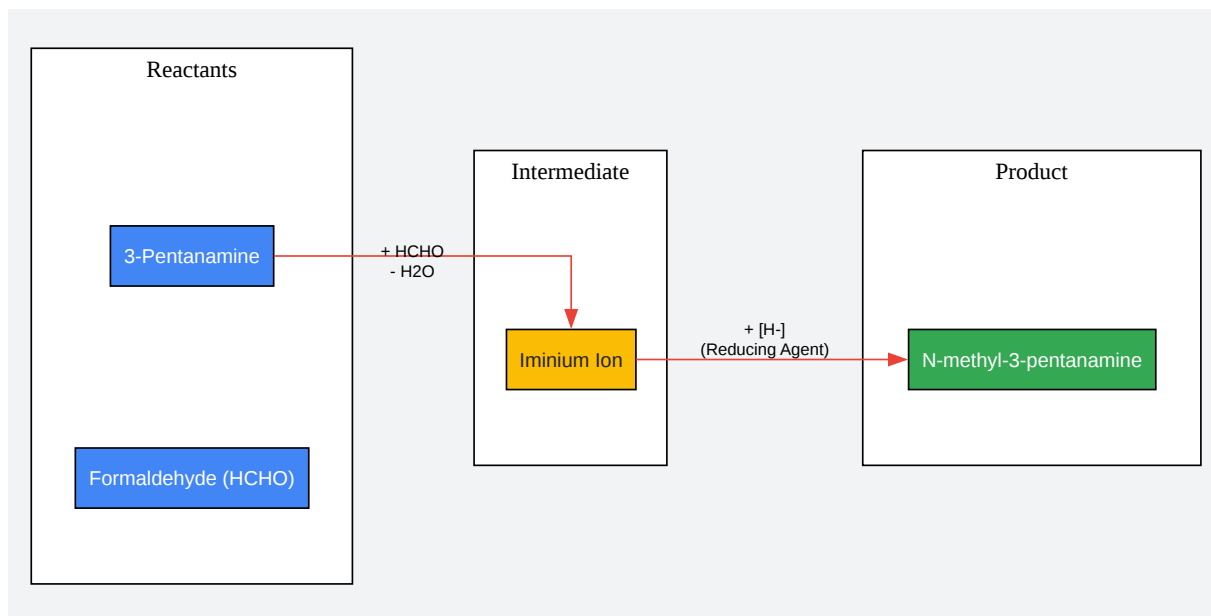 Reactants
3-Pentanamine
Formaldehyde (HCHO)
+ HCHO
- H2O
Intermediate
Iminium Ion
+ [H-]
(Reducing Agent)
Product
N-methyl-3-pentanamine